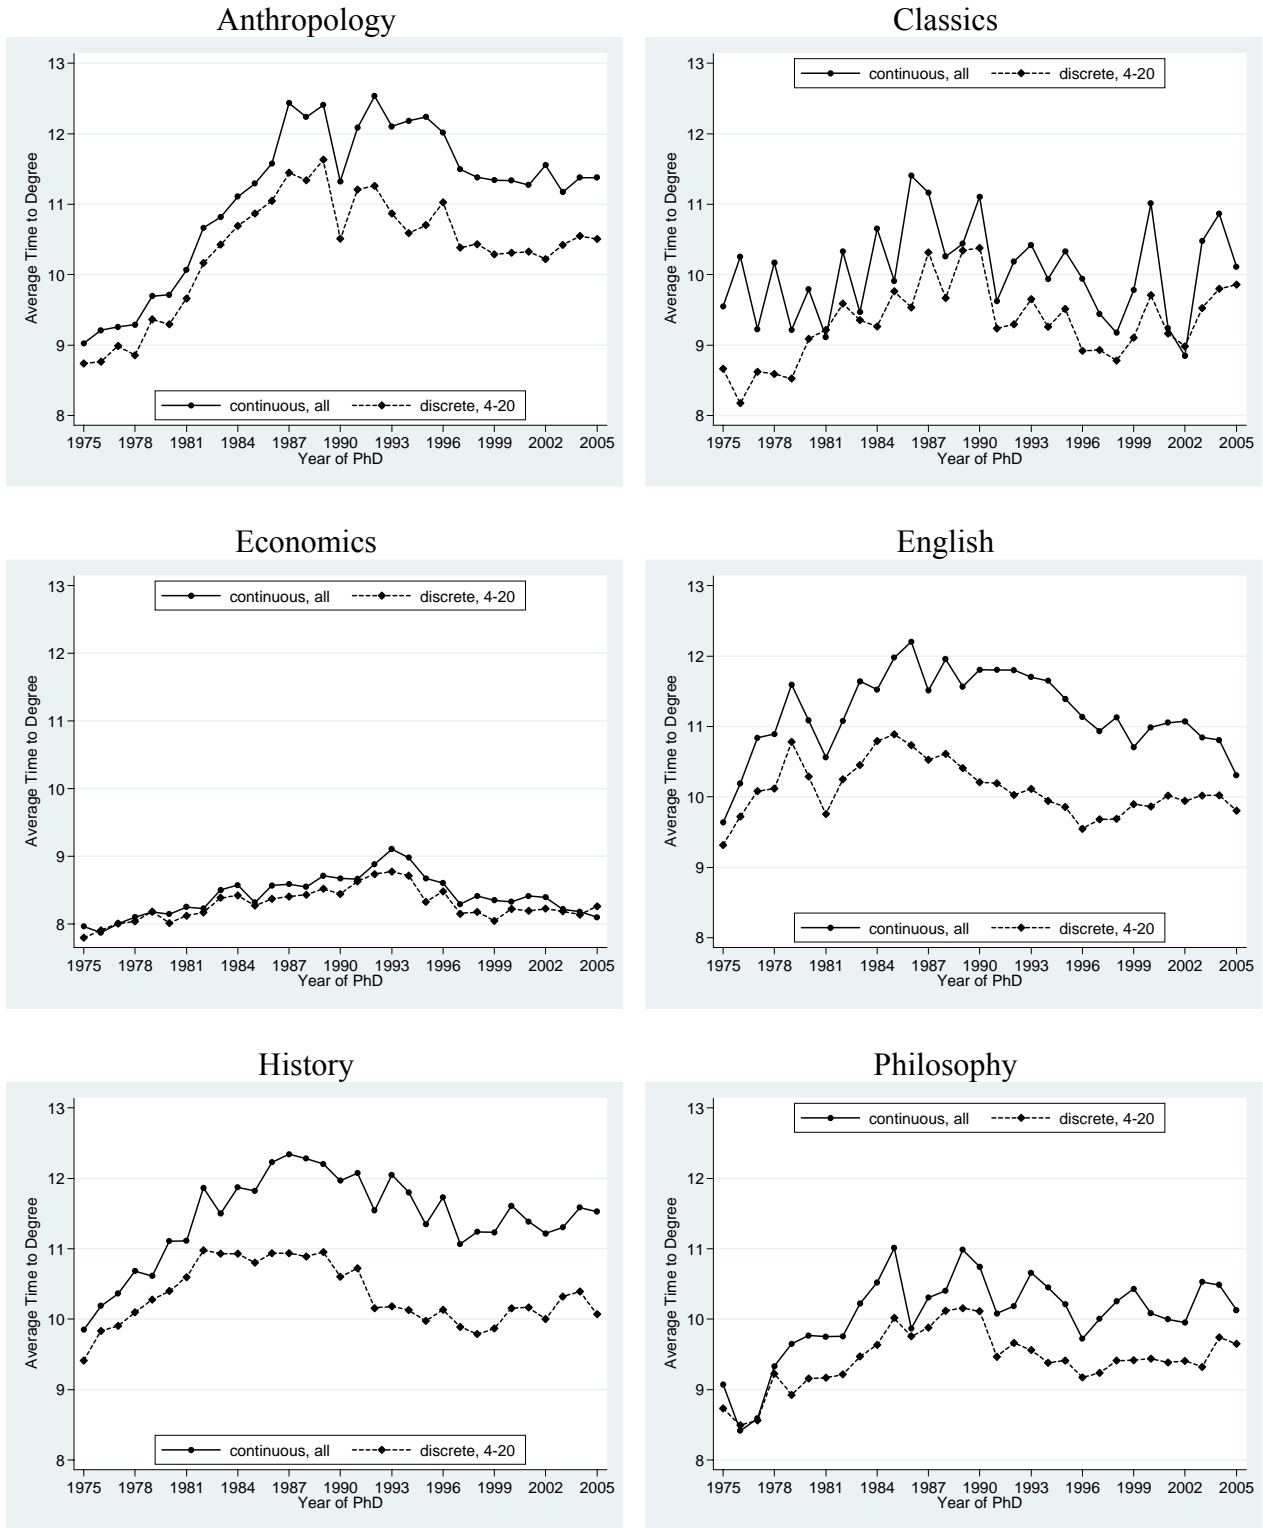 Anthropology
13
12
11
10
9
8
Average Time to Degree
continuous, all discrete, 4-20
1975 1978 1981 1984 1987 1990 1993 1996 1999 2002 2005
Year of PhD
Classics
13
12
11
10
9
8
Average Time to Degree
continuous, all discrete, 4-20
1975 1978 1981 1984 1987 1990 1993 1996 1999 2002 2005
Year of PhD
Economics
13
12
11
10
9
8
Average Time to Degree
continuous, all discrete, 4-20
1975 1978 1981 1984 1987 1990 1993 1996 1999 2002 2005
Year of PhD
English
13
12
11
10
9
8
Average Time to Degree
continuous, all discrete, 4-20
1975 1978 1981 1984 1987 1990 1993 1996 1999 2002 2005
Year of PhD
History
13
12
11
10
9
8
Average Time to Degree
continuous, all discrete, 4-20
1975 1978 1981 1984 1987 1990 1993 1996 1999 2002 2005
Year of PhD
Philosophy
13
12
11
10
9
8
Average Time to Degree
continuous, all discrete, 4-20
1975 1978 1981 1984 1987 1990 1993 1996 1999 2002 2005
Year of PhD